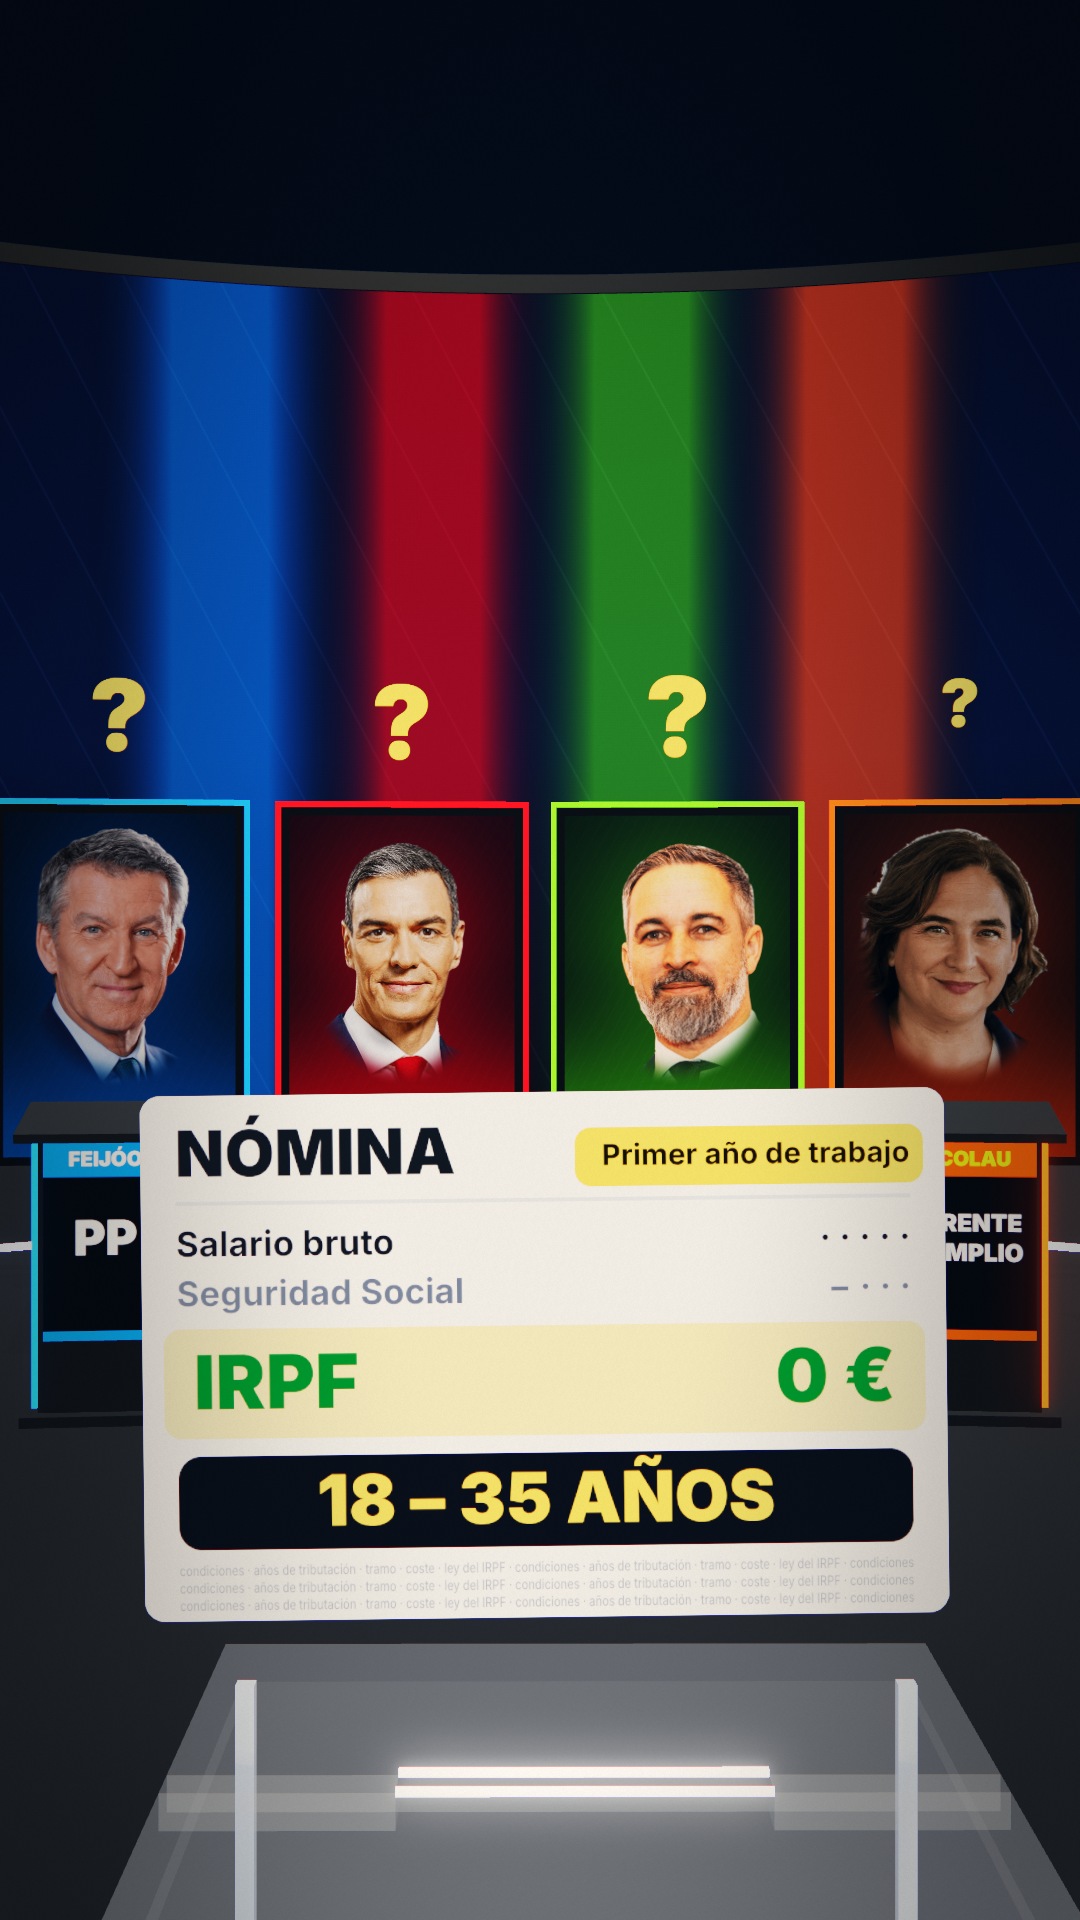 ? ? ? ?
FEIJÓO
PP
COLAU
RENTE
MPLIO
NÓMINA
Primer año de trabajo
Salario bruto · · · · ·
Seguridad Social – · · ·
IRPF 0 €
18 – 35 AÑOS
condiciones · años de tributación · tramo · coste · ley del IRPF · condiciones · años de tributación · tramo · coste · ley del IRPF · condiciones
condiciones · años de tributación · tramo · coste · ley del IRPF · condiciones · años de tributación · tramo · coste · ley del IRPF · condiciones
condiciones · años de tributación · tramo · coste · ley del IRPF · condiciones · años de tributación · tramo · coste · ley del IRPF · condiciones